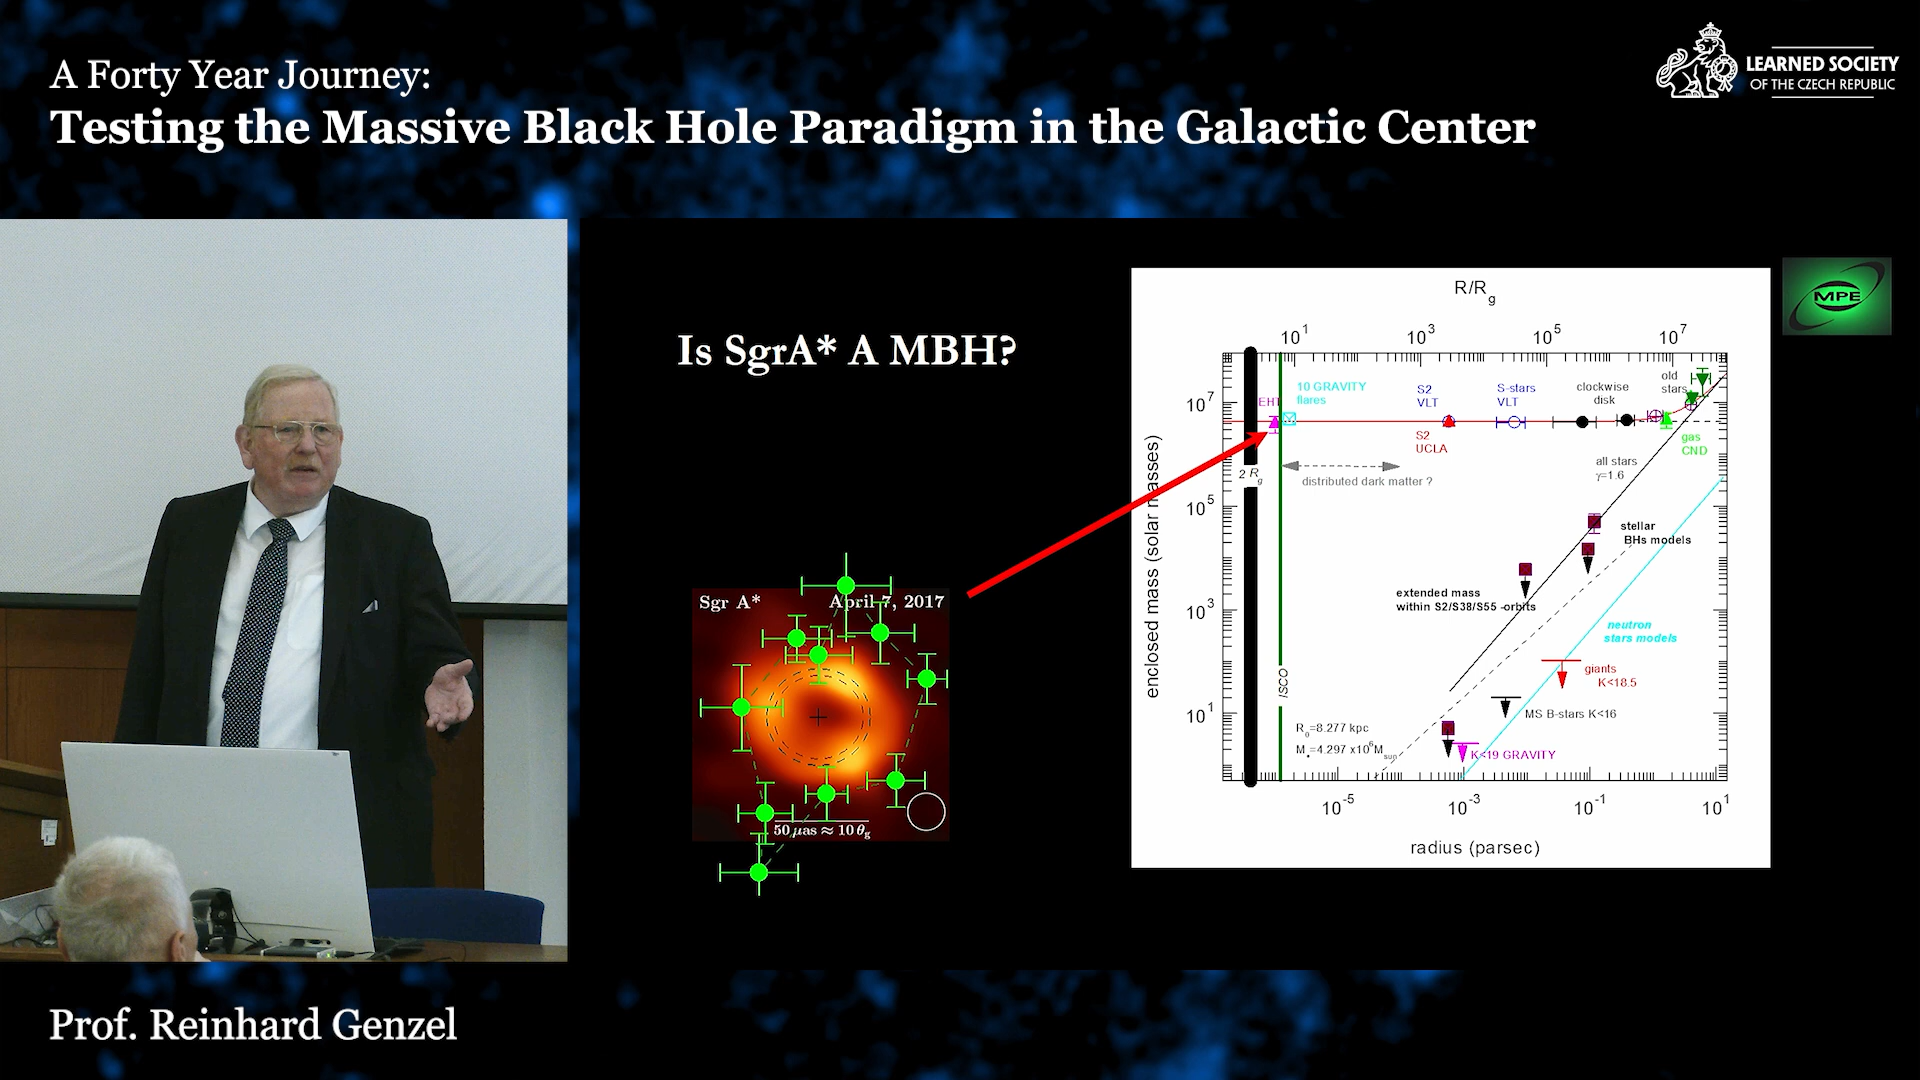 A Forty Year Journey:
Testing the Massive Black Hole Paradigm in the Galactic Center
LEARNED SOCIETY
OF THE CZECH REPUBLIC
MPE
Is SgrA* A MBH?
Sgr A*
April 7, 2017
50 μas ≈ 10 θg
R/Rg
10^1 10^3 10^5 10^7
10^7
10^5
10^3
10^1
enclosed mass (solar masses)
EHT
10 GRAVITY
flares
S2
VLT
S2
UCLA
S-stars
VLT
clockwise
disk
old
stars
gas
CND
2 Rg
distributed dark matter ?
all stars
γ=1.6
stellar
BHs models
extended mass
within S2/S38/S55 -orbits
neutron
stars models
giants
K<18.5
MS B-stars K<16
K<19 GRAVITY
ISCO
R0=8.277 kpc
M•=4.297 x10^6Msun
10^-5 10^-3 10^-1 10^1
radius (parsec)
Prof. Reinhard Genzel